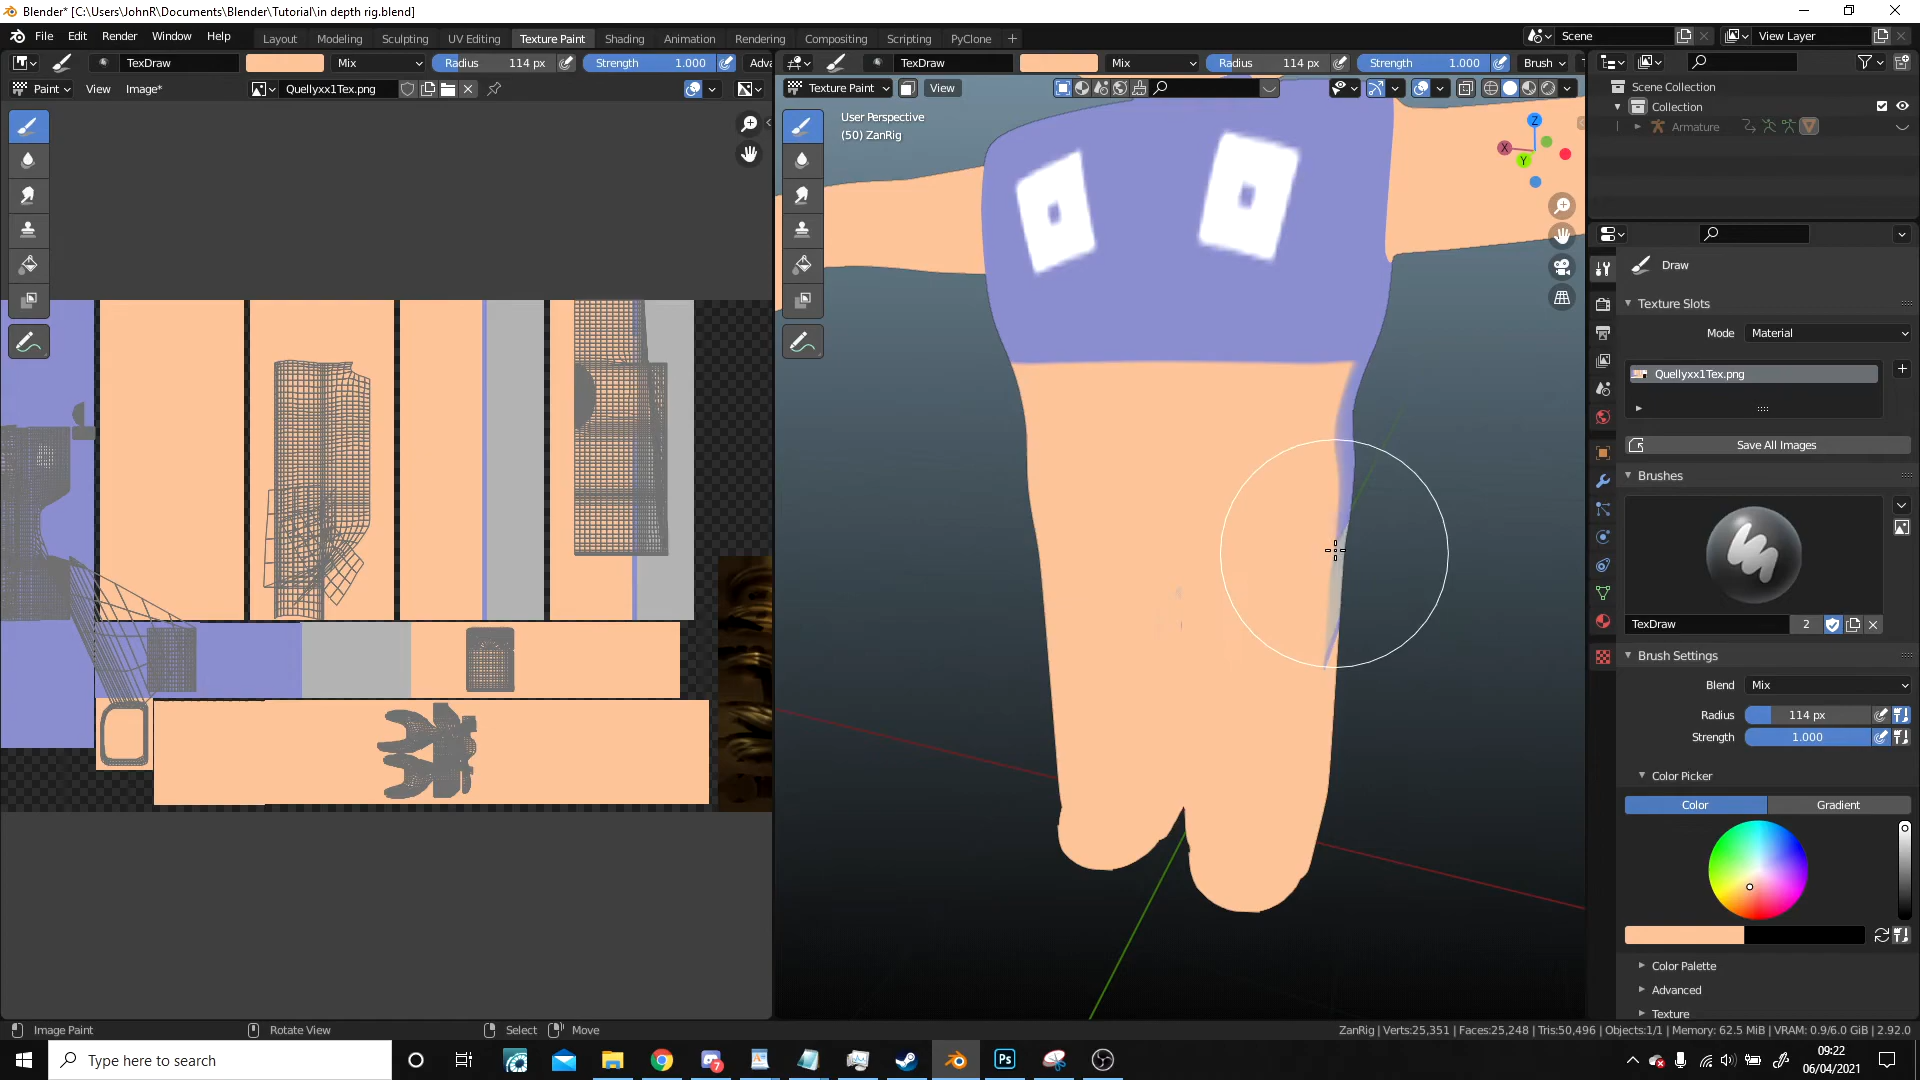 Blender* [C:\Users\JohnR\Documents\Blender\Tutorial\in depth rig.blend]
File Edit Render Window Help Layout Modeling Sculpting UV Editing Texture Paint Shading Animation Rendering Compositing Scripting PyClone + Scene View Layer
TexDraw Mix Radius 114 px Strength 1.000 Adva TexDraw Mix Radius 114 px Strength 1.000 Brush
Paint View Image* Quellyxx1Tex.png Texture Paint View
Scene Collection
Collection
Armature
User Perspective
(50) ZanRig
Z
X
Y
Draw
Texture Slots
Mode Material
Quellyxx1Tex.png
Save All Images
Brushes
TexDraw 2
Brush Settings
Blend Mix
Radius 114 px
Strength 1.000
Color Picker
Color Gradient
Color Palette
Advanced
Texture
Image Paint Rotate View Select Move ZanRig | Verts:25,351 | Faces:25,248 | Tris:50,496 | Objects:1/1 | Memory: 62.5 MiB | VRAM: 0.9/6.0 GiB | 2.92.0
Type here to search 7 Ps 09:22
06/04/2021